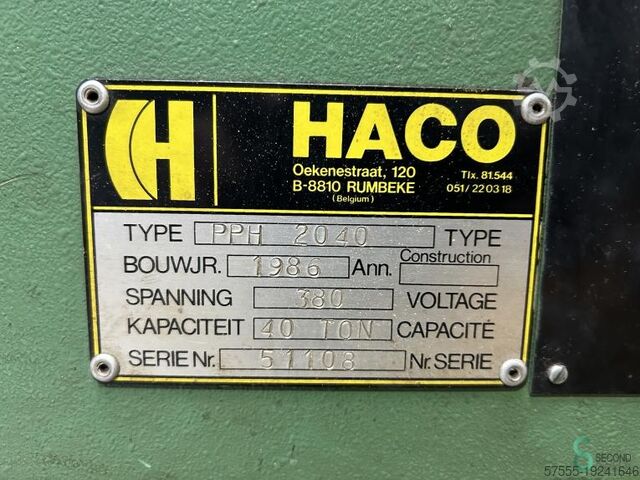 HACO
Oekenestraat, 120 Tlx. 81.544
B-8810 RUMBEKE 051/220318
(Belgium)
TYPE PPH 2040 TYPE
BOUWJR. 1986 Ann. Construction
SPANNING 380 VOLTAGE
KAPACITEIT 40 TON CAPACITÉ
SERIE Nr. 51108 Nr. SERIE
SECOND
57555-19241646